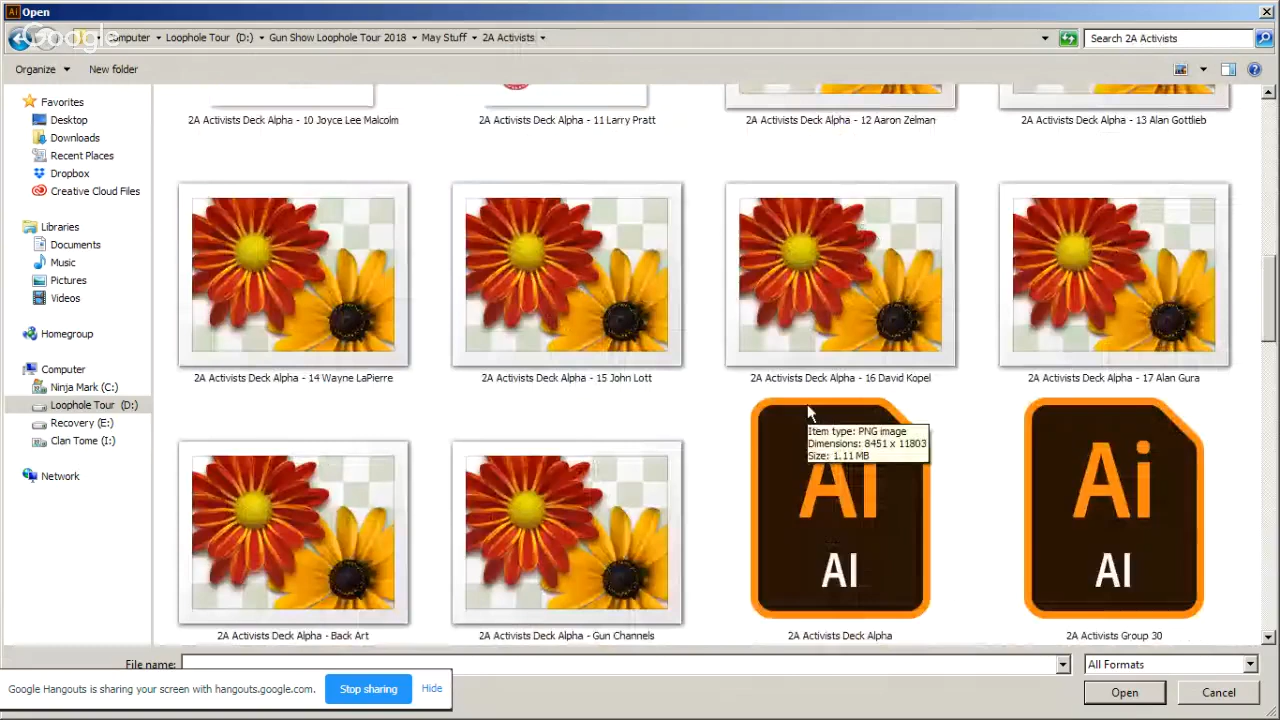 Ai Open
Google
Computer Loophole Tour (D:) Gun Show Loophole Tour 2018 May Stuff 2A Activists
Search 2A Activists
Organize New folder
Favorites
Desktop
Downloads
Recent Places
Dropbox
Creative Cloud Files
Libraries
Documents
Music
Pictures
Videos
Homegroup
Computer
Ninja Mark (C:)
Loophole Tour (D:)
Recovery (E:)
Clan Tome (I:)
Network
2A Activists Deck Alpha - 10 Joyce Lee Malcolm
2A Activists Deck Alpha - 11 Larry Pratt
2A Activists Deck Alpha - 12 Aaron Zelman
2A Activists Deck Alpha - 13 Alan Gottlieb
2A Activists Deck Alpha - 14 Wayne LaPierre
2A Activists Deck Alpha - 15 John Lott
2A Activists Deck Alpha - 16 David Kopel
2A Activists Deck Alpha - 17 Alan Gura
Item type: PNG image
Dimensions: 8451 x 11803
Size: 1.11 MB
Ai
AI
Ai
AI
2A Activists Deck Alpha - Back Art
2A Activists Deck Alpha - Gun Channels
2A Activists Deck Alpha
2A Activists Group 30
File name:
All Formats
Google Hangouts is sharing your screen with hangouts.google.com.
Stop sharing
Hide
Open
Cancel